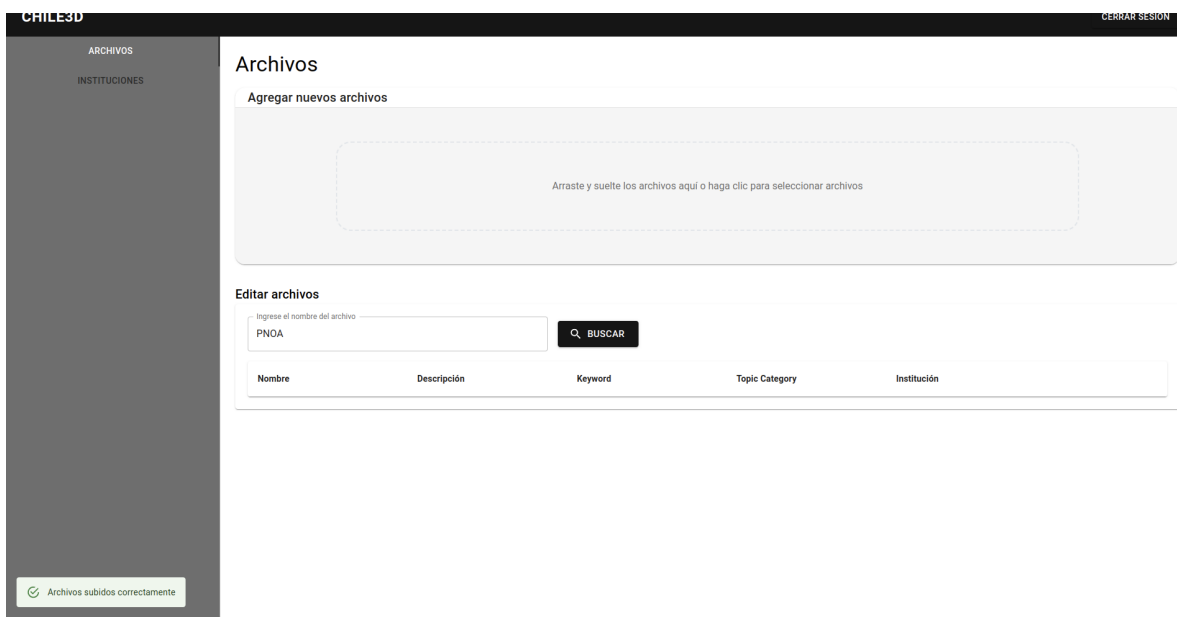 CHILE3D
CERRAR SESIÓN
ARCHIVOS
INSTITUCIONES
Archivos
Agregar nuevos archivos
Arraste y suelte los archivos aquí o haga clic para seleccionar archivos
Editar archivos
Ingrese el nombre del archivo
PNOA
BUSCAR
Nombre Descripción Keyword Topic Category Institución
Archivos subidos correctamente